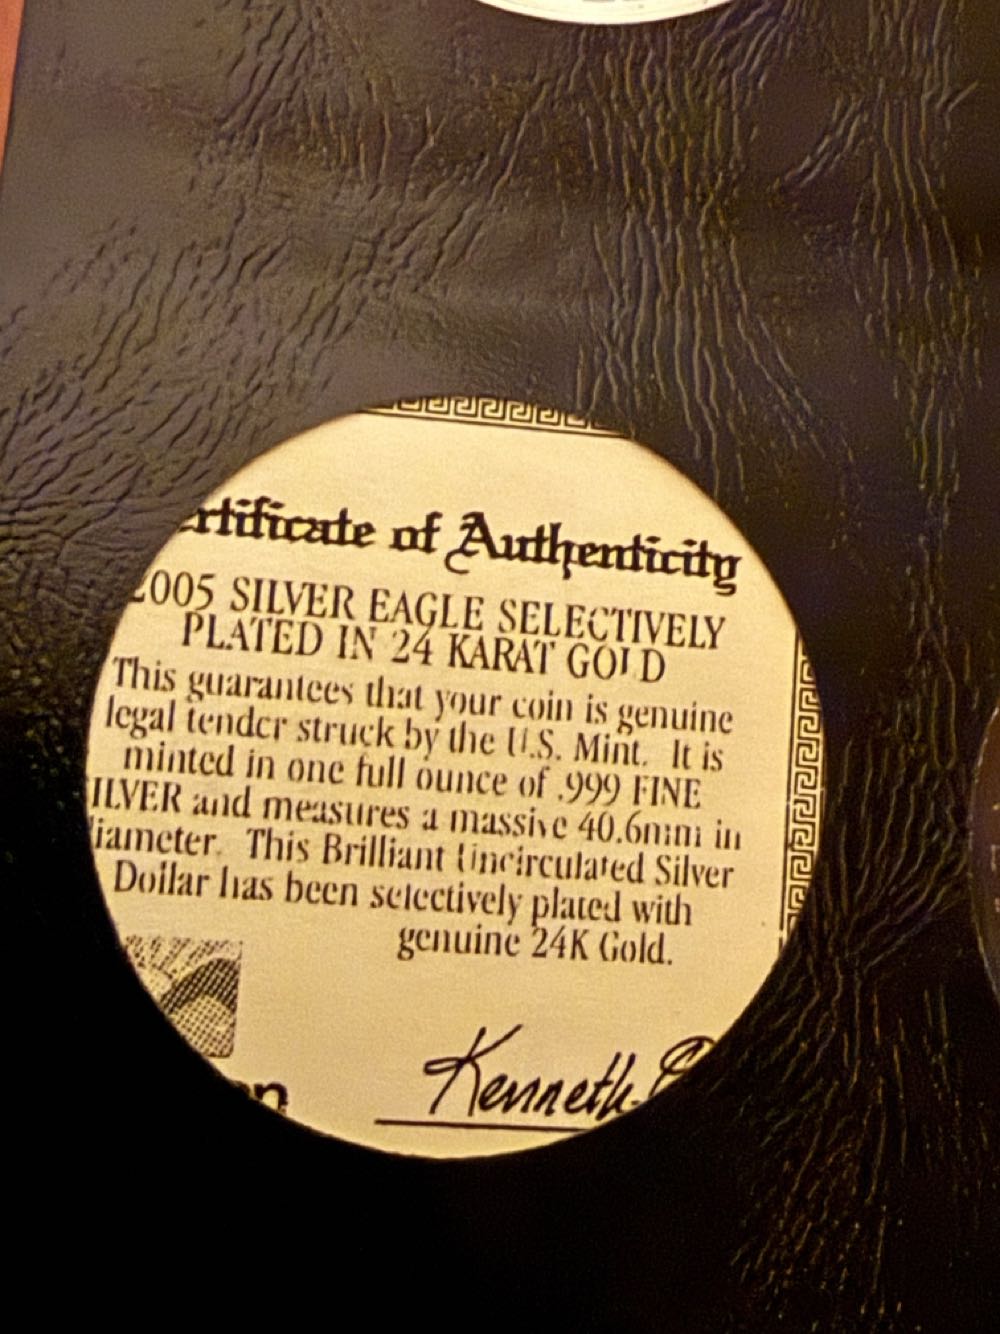 rtificate of Authenticity
2005 SILVER EAGLE SELECTIVELY
PLATED IN 24 KARAT GOLD
This guarantees that your coin is genuine
legal tender struck by the U.S. Mint. It is
minted in one full ounce of .999 FINE
ILVER and measures a massive 40.6mm in
iameter. This Brilliant Uncirculated Silver
Dollar has been selectively plated with
genuine 24K Gold.
Kenneth